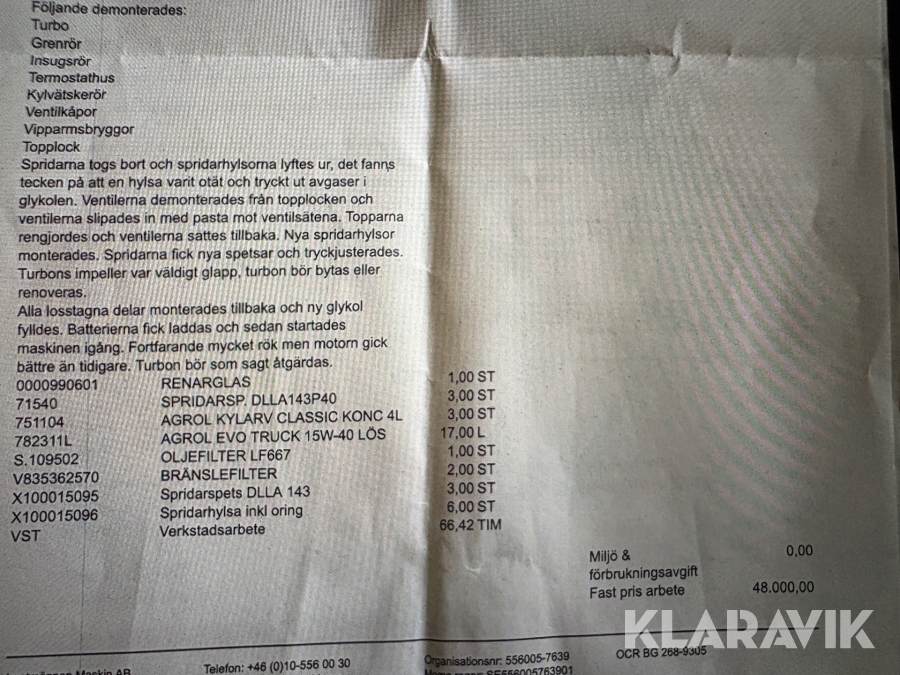 Följande demonterades:
Turbo
Grenrör
Insugsrör
Termostathus
Kylvätskerör
Ventilkåpor
Vipparmsbryggor
Topplock
Spridarna togs bort och spridarhylsorna lyftes ur, det fanns
tecken på att en hylsa varit otät och tryckt ut avgaser i
glykolen. Ventilerna demonterades från topplocken och
ventilerna slipades in med pasta mot ventilsätena. Topparna
rengjordes och ventilerna sattes tillbaka. Nya spridarhylsor
monterades. Spridarna fick nya spetsar och tryckjusterades.
Turbons impeller var väldigt glapp, turbon bör bytas eller
renoveras.
Alla losstagna delar monterades tillbaka och ny glykol
fylldes. Batterierna fick laddas och sedan startades
maskinen igång. Fortfarande mycket rök men motorn gick
bättre än tidigare. Turbon bör som sagt åtgärdas.
0000990601 RENARGLAS 1,00 ST
71540 SPRIDARSP. DLLA143P40 3,00 ST
751104 AGROL KYLARV CLASSIC KONC 4L 3,00 ST
782311L AGROL EVO TRUCK 15W-40 LÖS 17,00 L
S.109502 OLJEFILTER LF667 1,00 ST
V835362570 BRÄNSLEFILTER 2,00 ST
X100015095 Spridarspets DLLA 143 3,00 ST
X100015096 Spridarhylsa inkl oring 6,00 ST
VST Verkstadsarbete 66,42 TIM
Miljö & 0,00
förbrukningsavgift
Fast pris arbete 48.000,00
KLARAVIK
Maskin AB Telefon: +46 (0)10-556 00 30 Organisationsnr: 556005-7639 OCR BG 268-9305
SE556005763901